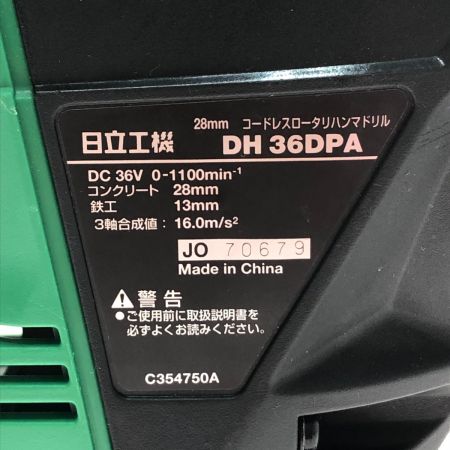 28mm コードレスロータリハンマドリル
日立工機 DH 36DPA
DC 36V 0-1100min⁻¹
コンクリート 28mm
鉄工 13mm
3軸合成値: 16.0m/s²
JO 70679
Made in China
⚠警告
●ご使用前に取扱説明書を
必ずよくお読みください。
C354750A